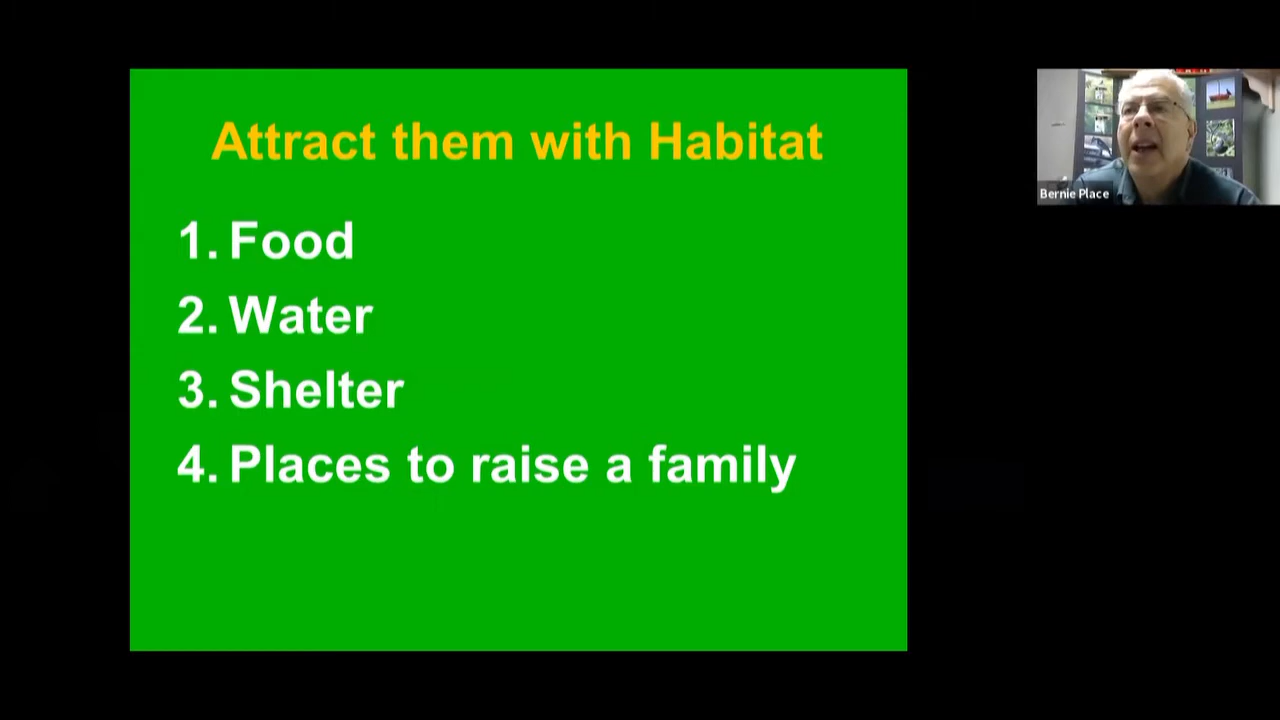 Attract them with Habitat
1. Food
2. Water
3. Shelter
4. Places to raise a family
Bernie Place